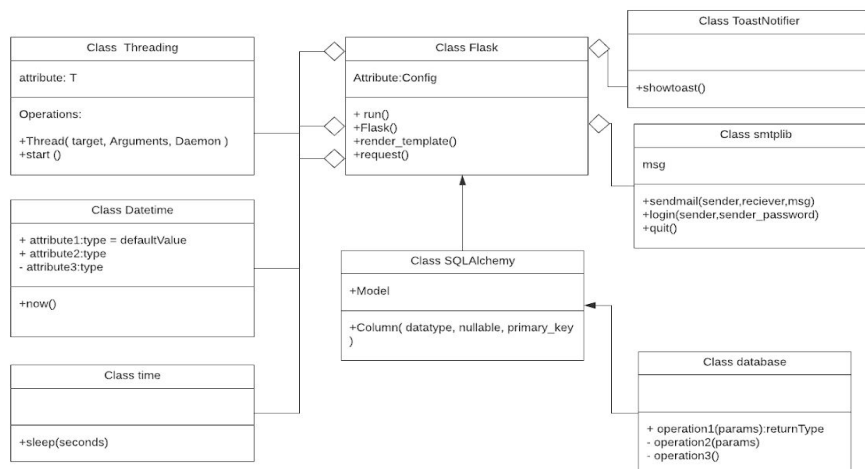 Class Threading
attribute: T
Operations:
+Thread( target, Arguments, Daemon )
+start ()
Class Datetime
+ attribute1:type = defaultValue
+ attribute2:type
- attribute3:type
+now()
Class time
+sleep(seconds)
Class Flask
Attribute:Config
+ run()
+Flask()
+render_template()
+request()
Class SQLAlchemy
+Model
+Column( datatype, nullable, primary_key
)
Class ToastNotifier
+showtoast()
Class smtplib
msg
+sendmail(sender,reciever,msg)
+login(sender,sender_password)
+quit()
Class database
+ operation1(params):returnType
- operation2(params)
- operation3()